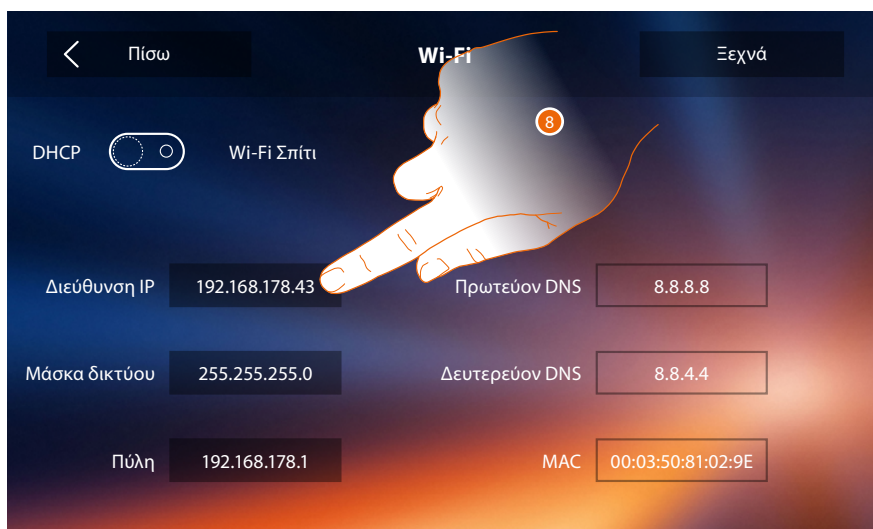 Πίσω
Wi-Fi
Ξεχνά
8
DHCP
Wi-Fi Σπίτι
Διεύθυνση IP
192.168.178.43
Πρωτεύον DNS
8.8.8.8
Μάσκα δικτύου
255.255.255.0
Δευτερεύον DNS
8.8.4.4
Πύλη
192.168.178.1
MAC
00:03:50:81:02:9E